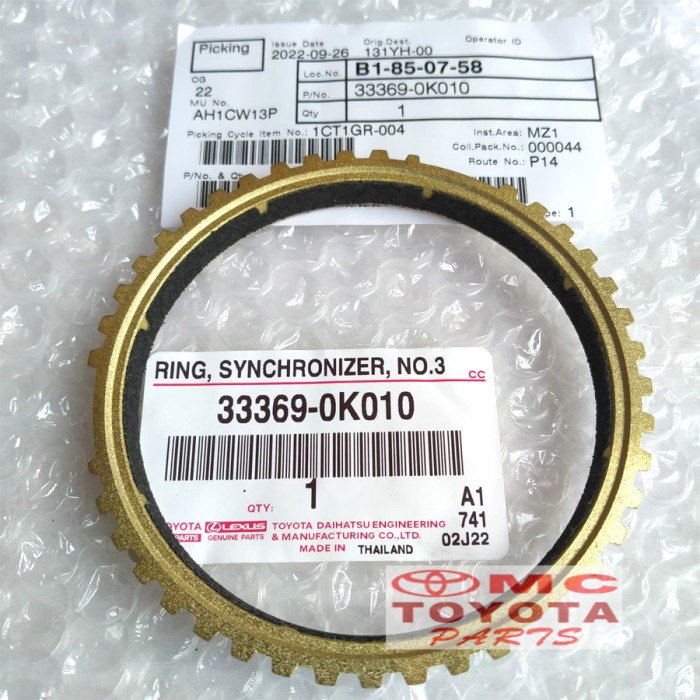 Picking
Issue Date
2022-09-26
Orig.Dest.
131YH-00
Operator ID
Loc.No. B1-85-07-58
OG
22
P/No. 33369-0K010
MU No.
AH1CW13P
Qty 1
Picking Cycle Item No.: 1CT1GR-004
Inst.Area: MZ1
Coll.Pack.No.: 000044
Route No.: P14
P/No. &
1
RING, SYNCHRONIZER, NO.3
CC
33369-0K010
QTY: 1
A1
741
02J22
TOYOTA LEXUS TOYOTA DAIHATSU ENGINEERING
PARTS GENUINE PARTS & MANUFACTURING CO.,LTD.
MADE IN THAILAND
MC
TOYOTA
PARTS